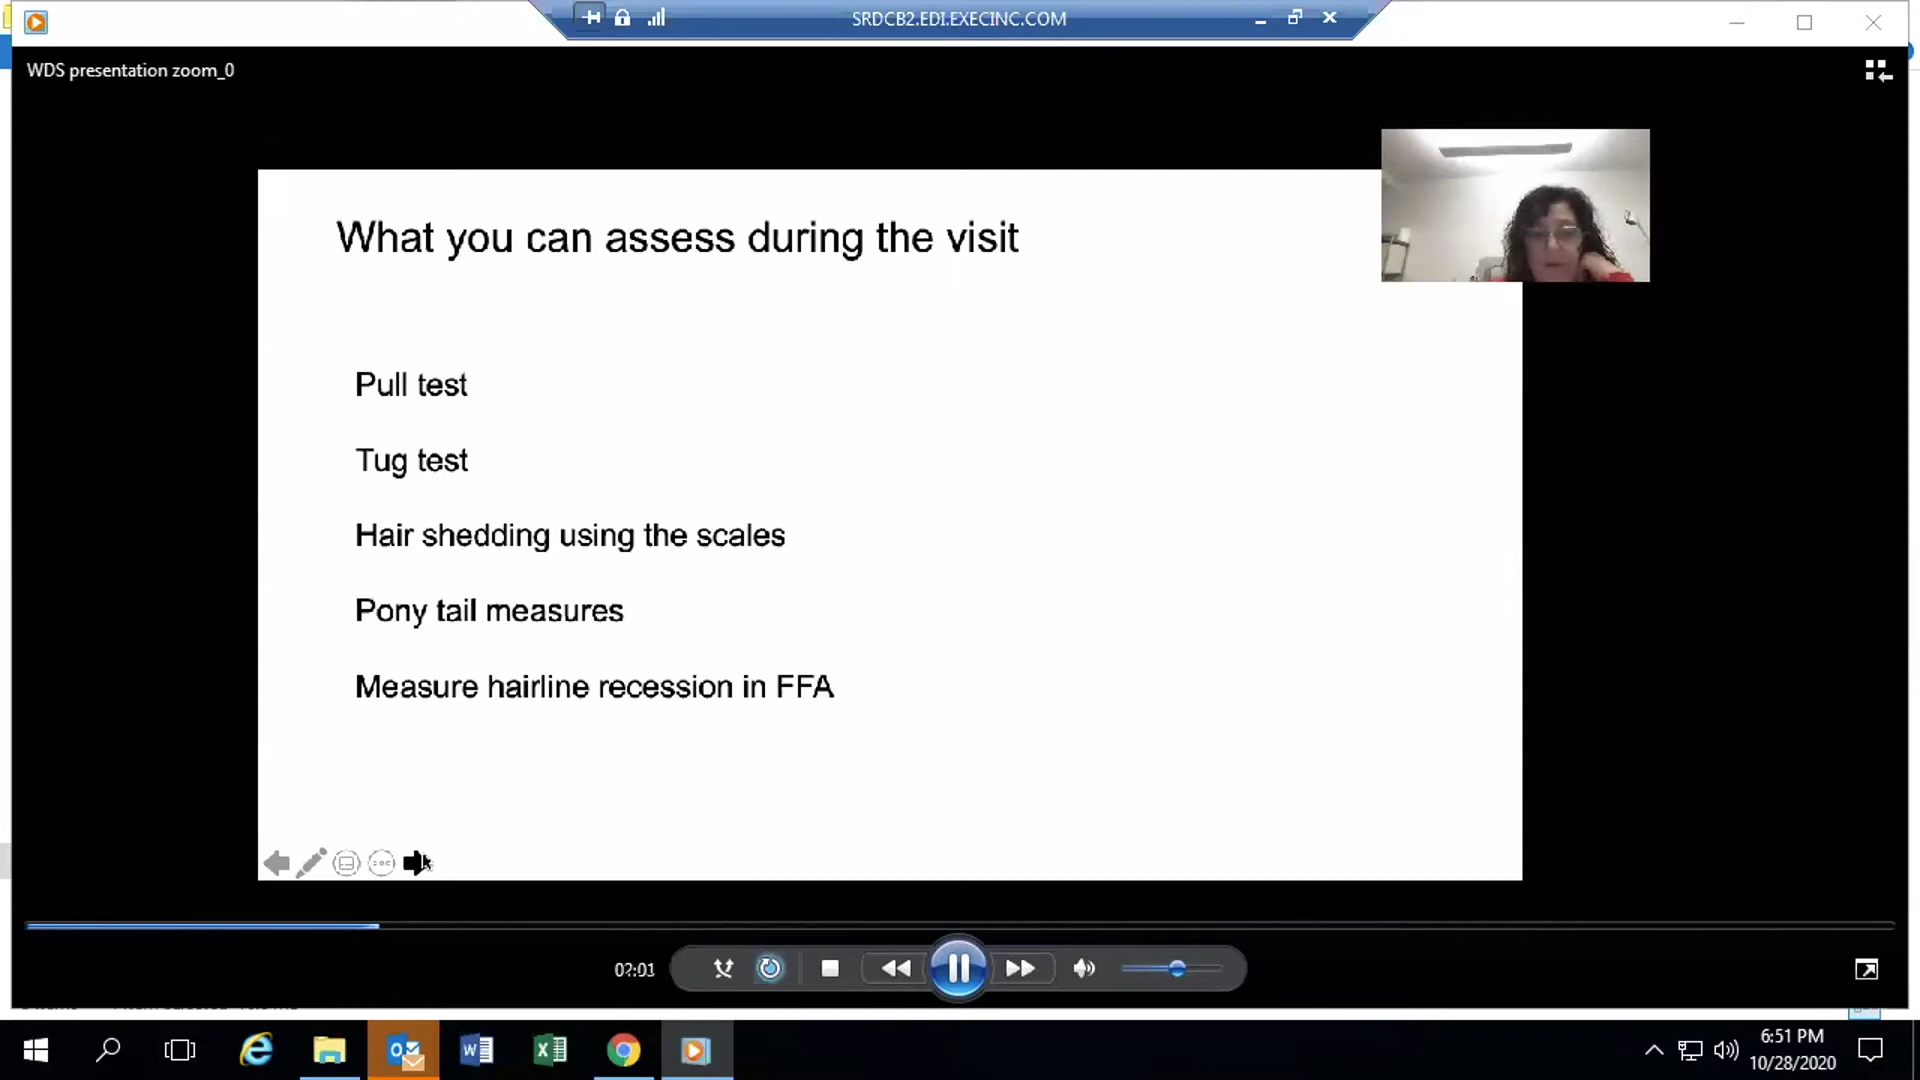 SRDCB2.EDI.EXECINC.COM
WDS presentation zoom_0
What you can assess during the visit
Pull test
Tug test
Hair shedding using the scales
Pony tail measures
Measure hairline recession in FFA
02:01
6:51 PM
10/28/2020